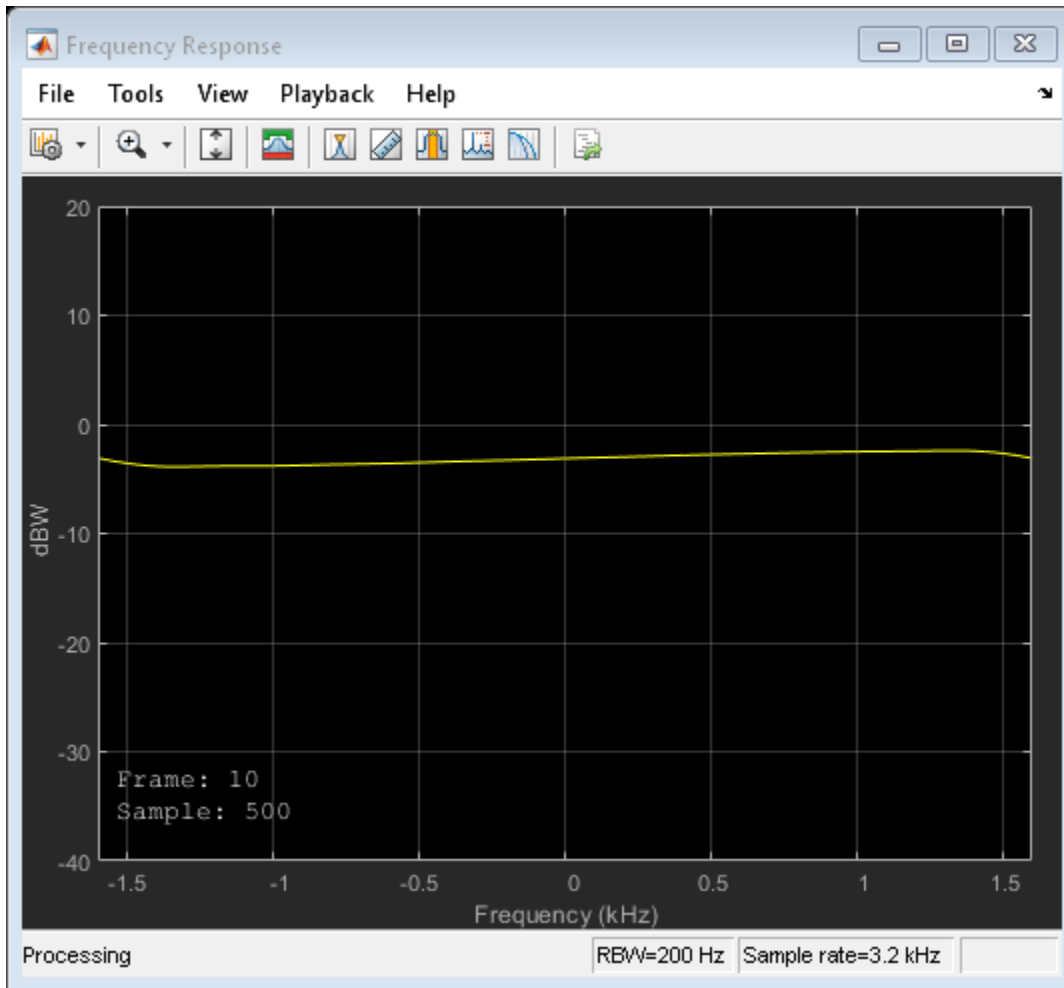 Frequency Response
File Tools View Playback Help
20
10
0
-10
-20
-30
-40
dBW
Frame: 10
Sample: 500
-1.5 -1 -0.5 0 0.5 1 1.5
Frequency (kHz)
Processing RBW=200 Hz Sample rate=3.2 kHz